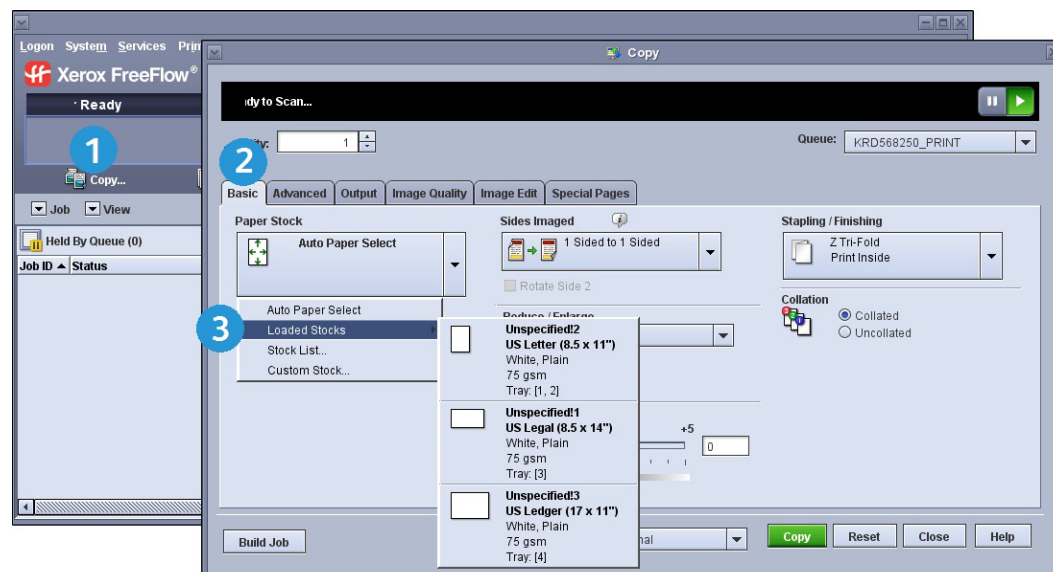 Logon System Services Prin
Xerox FreeFlow®
Ready
1
Copy...
Job View
Held By Queue (0)
Job ID Status
Copy
dy to Scan...
ty: 1
Queue: KRD568250_PRINT
2
Basic Advanced Output Image Quality Image Edit Special Pages
Paper Stock
Auto Paper Select
Sides Imaged
1 Sided to 1 Sided
Rotate Side 2
Stapling / Finishing
Z Tri-Fold
Print Inside
Collation
Collated
Uncollated
3
Auto Paper Select
Loaded Stocks
Stock List...
Custom Stock...
Reduce / Enlarge
Unspecified!2
US Letter (8.5 x 11")
White, Plain
75 gsm
Tray: [1, 2]
Unspecified!1
US Legal (8.5 x 14")
White, Plain
75 gsm
Tray: [3]
Unspecified!3
US Ledger (17 x 11")
White, Plain
75 gsm
Tray: [4]
+5
0
Build Job
nal
Copy Reset Close Help